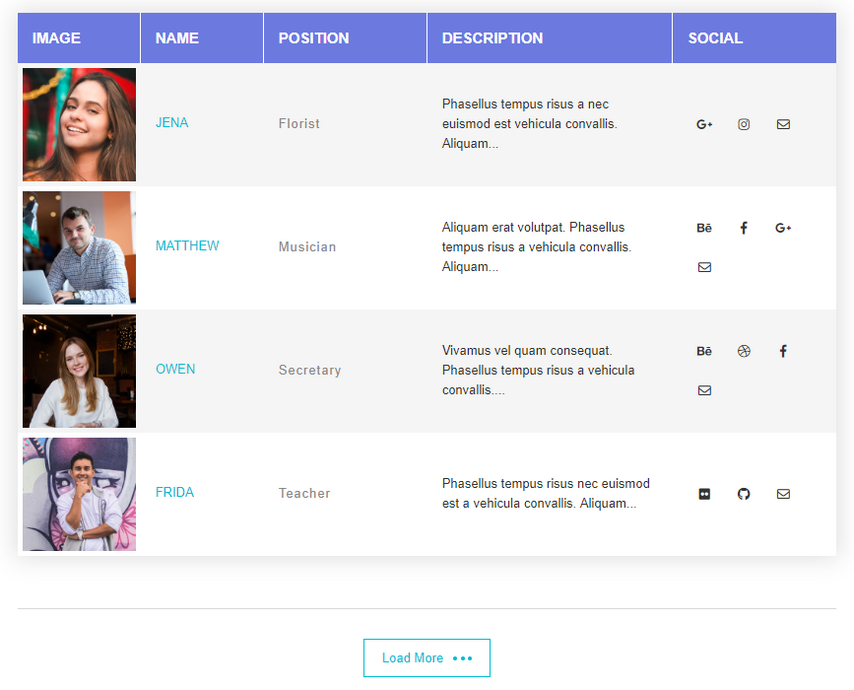 IMAGE NAME POSITION DESCRIPTION SOCIAL
JENA
Florist
Phasellus tempus risus a nec
euismod est vehicula convallis.
Aliquam...
G+
MATTHEW
Musician
Aliquam erat volutpat. Phasellus
tempus risus a vehicula convallis.
Aliquam...
Bē f G+
OWEN
Secretary
Vivamus vel quam consequat.
Phasellus tempus risus a vehicula
convallis....
Bē f
FRIDA
Teacher
Phasellus tempus risus nec euismod
est a vehicula convallis. Aliquam...
Load More •••